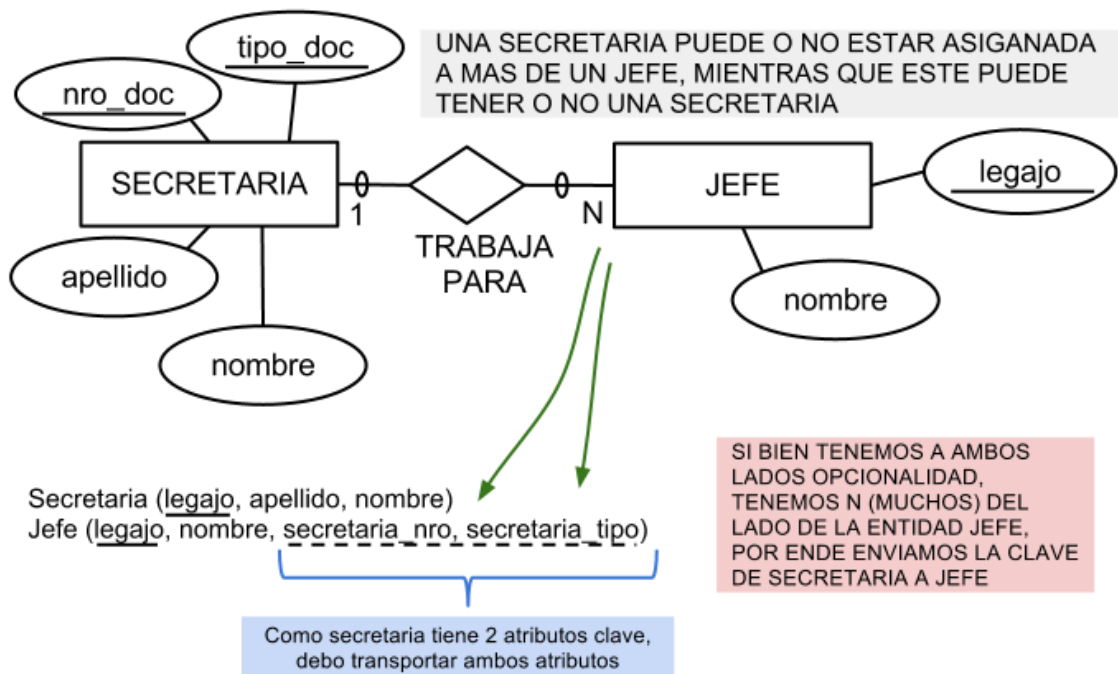 tipo_doc
UNA SECRETARIA PUEDE O NO ESTAR ASIGANADA
A MAS DE UN JEFE, MIENTRAS QUE ESTE PUEDE
TENER O NO UNA SECRETARIA
nro_doc
SECRETARIA
1
TRABAJA
PARA
N
JEFE
legajo
apellido
nombre
nombre
Secretaria (legajo, apellido, nombre)
Jefe (legajo, nombre, secretaria_nro, secretaria_tipo)
SI BIEN TENEMOS A AMBOS
LADOS OPCIONALIDAD,
TENEMOS N (MUCHOS) DEL
LADO DE LA ENTIDAD JEFE,
POR ENDE ENVIAMOS LA CLAVE
DE SECRETARIA A JEFE
Como secretaria tiene 2 atributos clave,
debo transportar ambos atributos